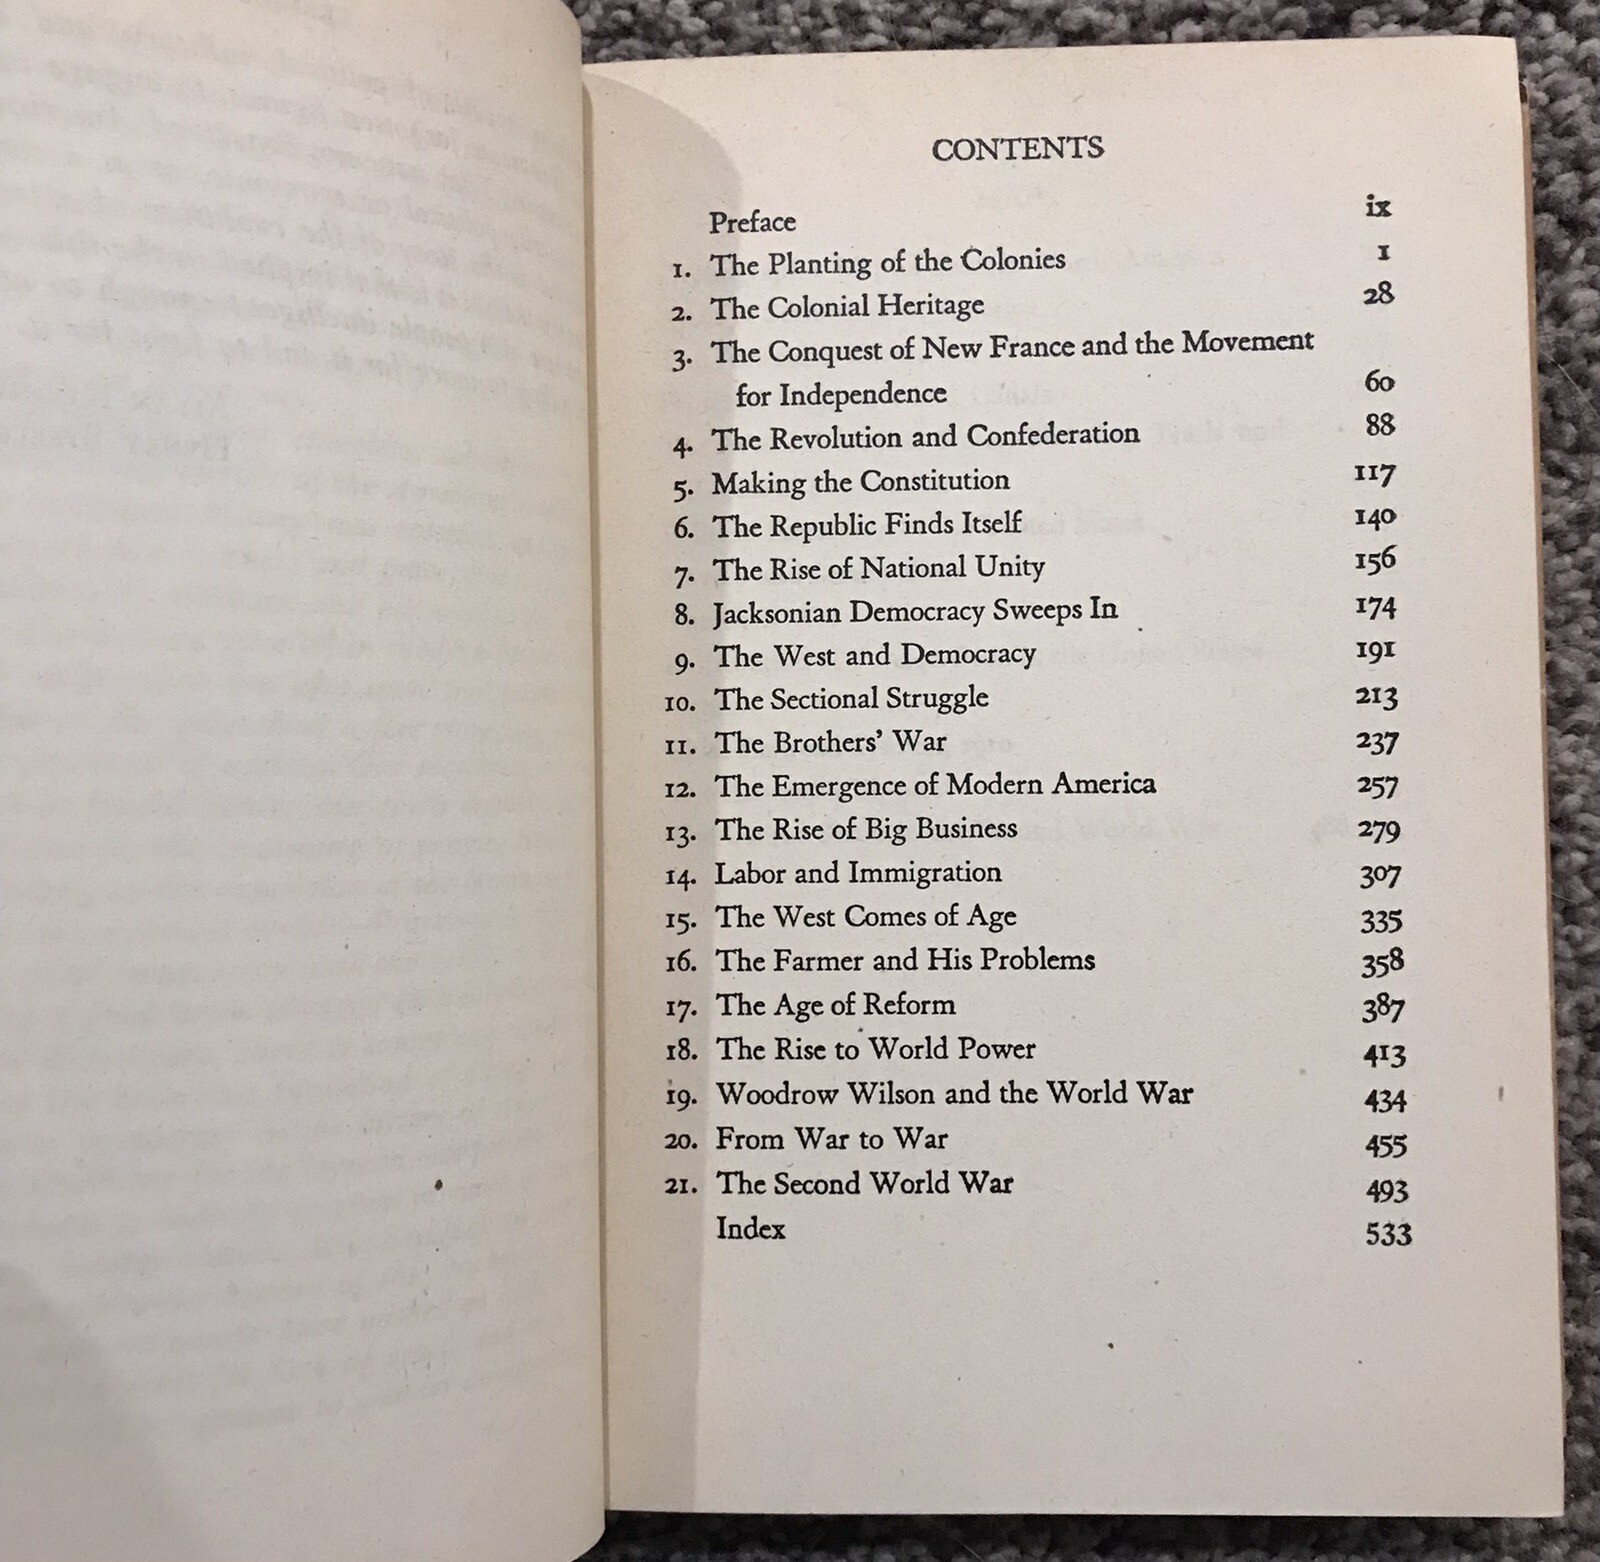 CONTENTS
Preface ix
1. The Planting of the Colonies 1
2. The Colonial Heritage 28
3. The Conquest of New France and the Movement
for Independence 60
4. The Revolution and Confederation 88
5. Making the Constitution 117
6. The Republic Finds Itself 140
7. The Rise of National Unity 156
8. Jacksonian Democracy Sweeps In 174
9. The West and Democracy 191
10. The Sectional Struggle 213
11. The Brothers' War 237
12. The Emergence of Modern America 257
13. The Rise of Big Business 279
14. Labor and Immigration 307
15. The West Comes of Age 335
16. The Farmer and His Problems 358
17. The Age of Reform 387
18. The Rise to World Power 413
19. Woodrow Wilson and the World War 434
20. From War to War 455
21. The Second World War 493
Index 533